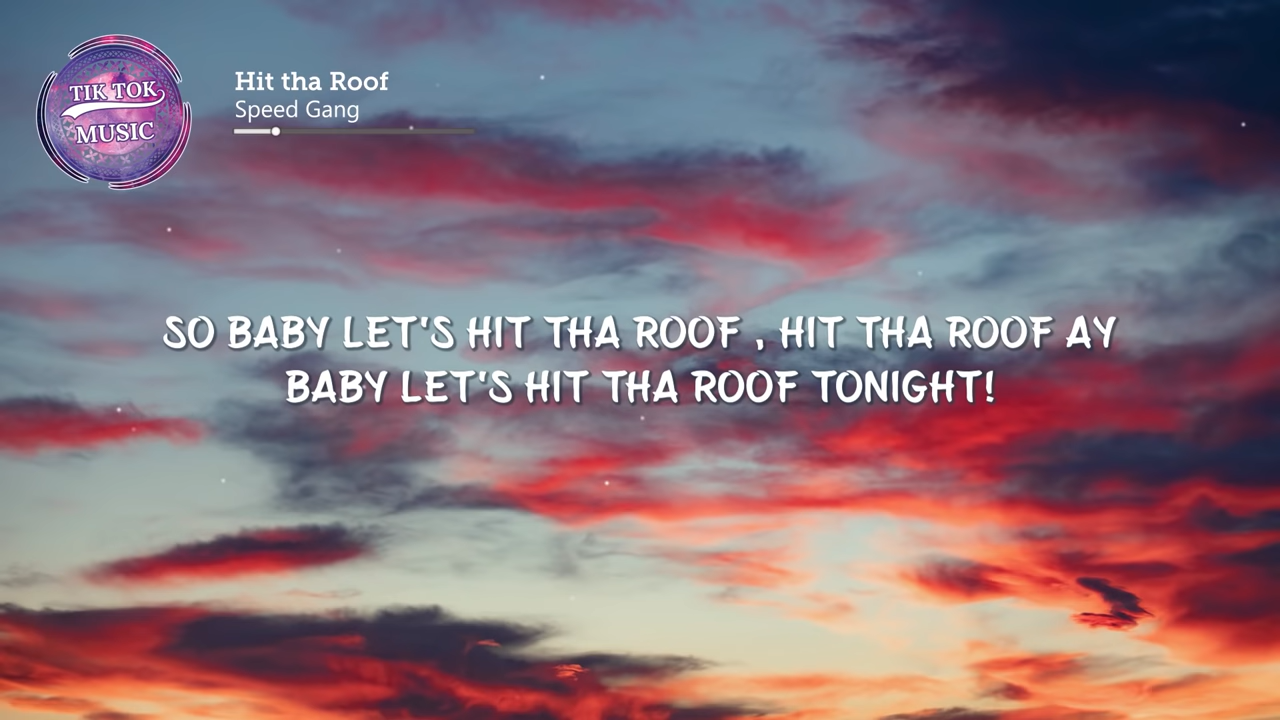 TIK TOK
MUSIC
Hit tha Roof
Speed Gang
SO BABY LET'S HIT THA ROOF , HIT THA ROOF AY
BABY LET'S HIT THA ROOF TONIGHT!